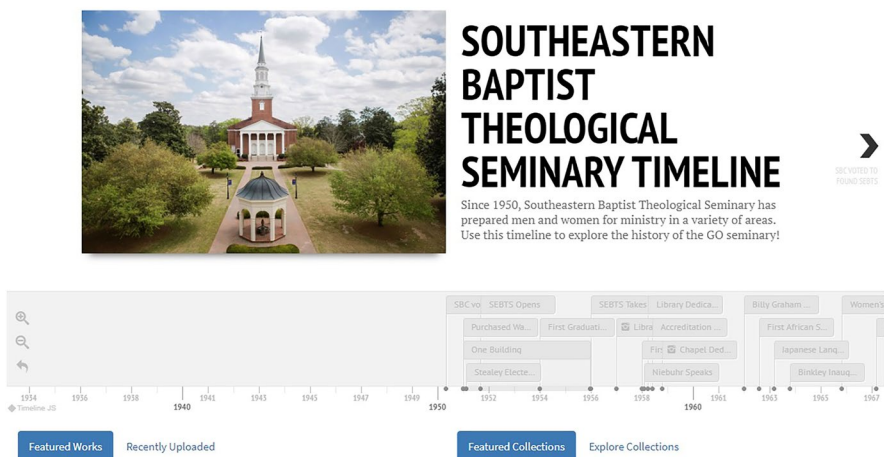 SOUTHEASTERN
BAPTIST
THEOLOGICAL
SEMINARY TIMELINE
SBC VOTED TO
FOUND SEBTS
Since 1950, Southeastern Baptist Theological Seminary has
prepared men and women for ministry in a variety of areas.
Use this timeline to explore the history of the GO seminary!
SBC vo SEBTS Opens SEBTS Takes Library Dedica... Billy Graham ... Women's
Purchased Wa... First Graduati... Libra Accreditation ... First African S...
One Building Fir Chapel Ded... Japanese Lang...
Stealey Electe... Niebuhr Speaks Binkley Inaug...
1934 1936 1938 1941 1943 1945 1947 1949 1952 1954 1956 1958 1961 1963 1965 1967
1940 1950 1960
Timeline JS
Featured Works Recently Uploaded Featured Collections Explore Collections